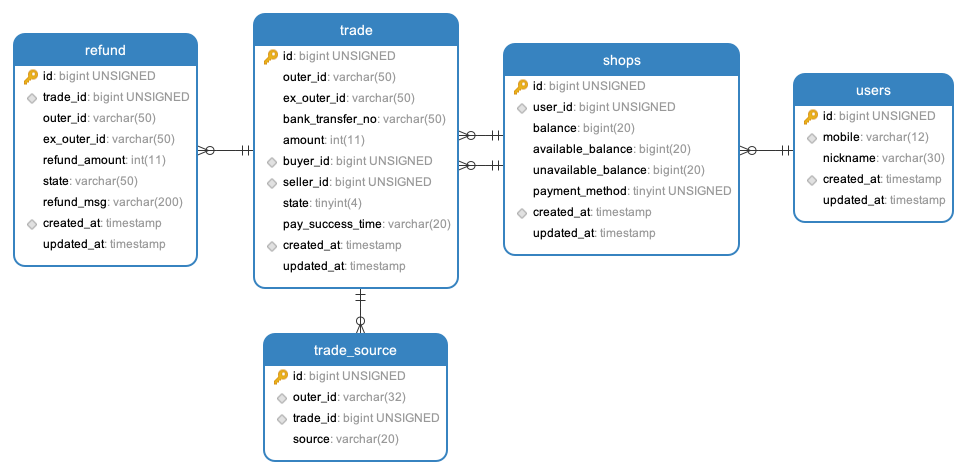 refund
id: bigint UNSIGNED
trade_id: bigint UNSIGNED
outer_id: varchar(50)
ex_outer_id: varchar(50)
refund_amount: int(11)
state: varchar(50)
refund_msg: varchar(200)
created_at: timestamp
updated_at: timestamp
trade
id: bigint UNSIGNED
outer_id: varchar(50)
ex_outer_id: varchar(50)
bank_transfer_no: varchar(50)
amount: int(11)
buyer_id: bigint UNSIGNED
seller_id: bigint UNSIGNED
state: tinyint(4)
pay_success_time: varchar(20)
created_at: timestamp
updated_at: timestamp
shops
id: bigint UNSIGNED
user_id: bigint UNSIGNED
balance: bigint(20)
available_balance: bigint(20)
unavailable_balance: bigint(20)
payment_method: tinyint UNSIGNED
created_at: timestamp
updated_at: timestamp
users
id: bigint UNSIGNED
mobile: varchar(12)
nickname: varchar(30)
created_at: timestamp
updated_at: timestamp
trade_source
id: bigint UNSIGNED
outer_id: varchar(32)
trade_id: bigint UNSIGNED
source: varchar(20)